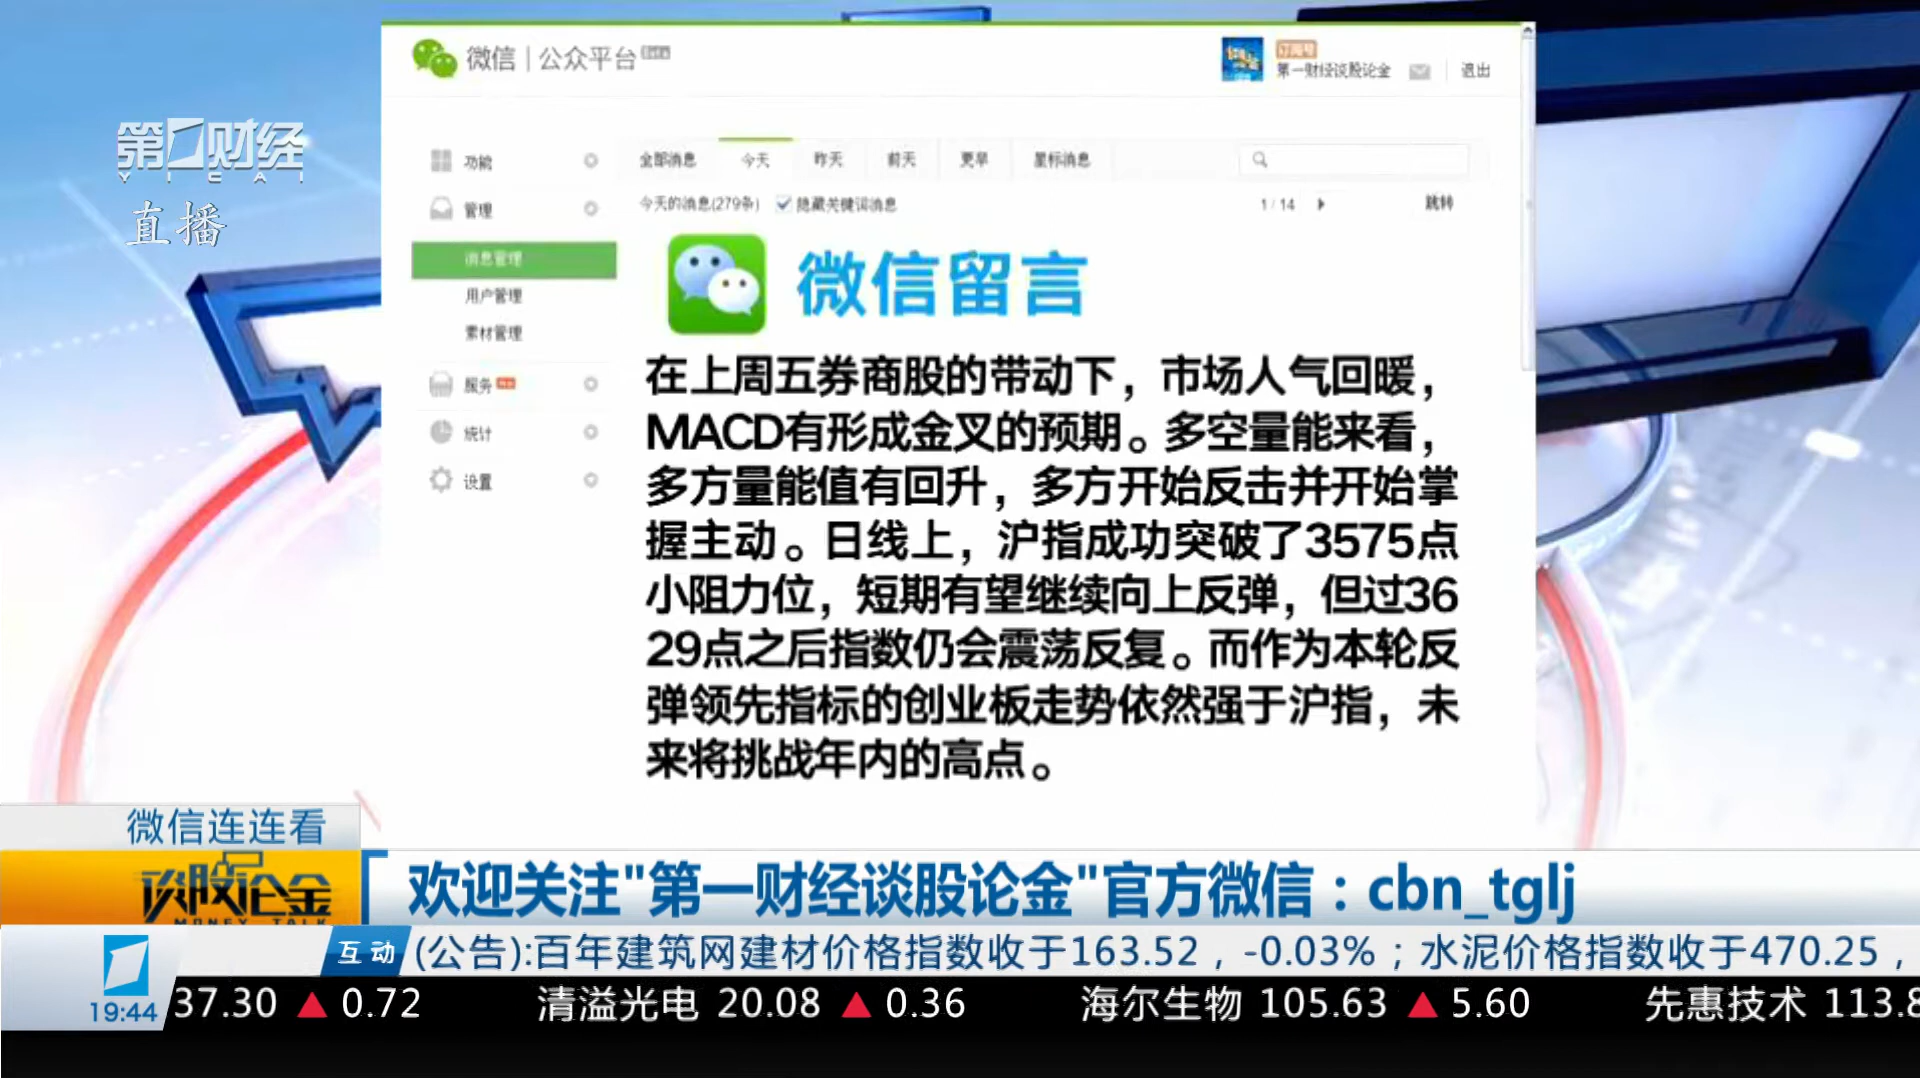 微信 | 公众平台
订阅号
第一财经谈股论金
退出
第一财经
YICAI
直播
功能
管理
消息管理
用户管理
素材管理
服务
统计
设置
全部消息 今天 昨天 前天 更早 星标消息
今天的消息(279条) 隐藏关键词消息 1 / 14 跳转
微信留言
在上周五券商股的带动下，市场人气回暖，
MACD有形成金叉的预期。多空量能来看，
多方量能值有回升，多方开始反击并开始掌
握主动。日线上，沪指成功突破了3575点
小阻力位，短期有望继续向上反弹，但过36
29点之后指数仍会震荡反复。而作为本轮反
弹领先指标的创业板走势依然强于沪指，未
来将挑战年内的高点。
微信连连看
谈股论金
MONEY TALK
欢迎关注"第一财经谈股论金"官方微信：cbn_tglj
互动 (公告):百年建筑网建材价格指数收于163.52，-0.03%；水泥价格指数收于470.25，
19:44
37.30 ▲ 0.72 清溢光电 20.08 ▲ 0.36 海尔生物 105.63 ▲ 5.60 先惠技术 113.8